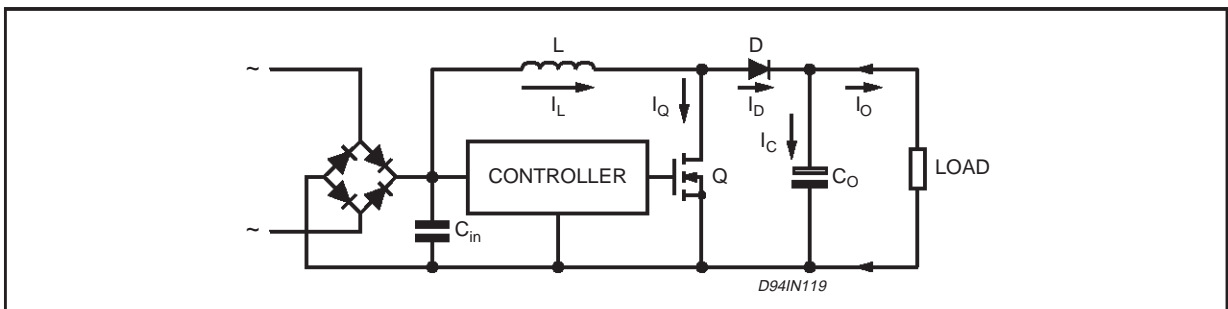 ~
L
D
I_L
I_Q
I_D
I_O
I_C
CONTROLLER
Q
C_O
LOAD
~
C_in
D94IN119